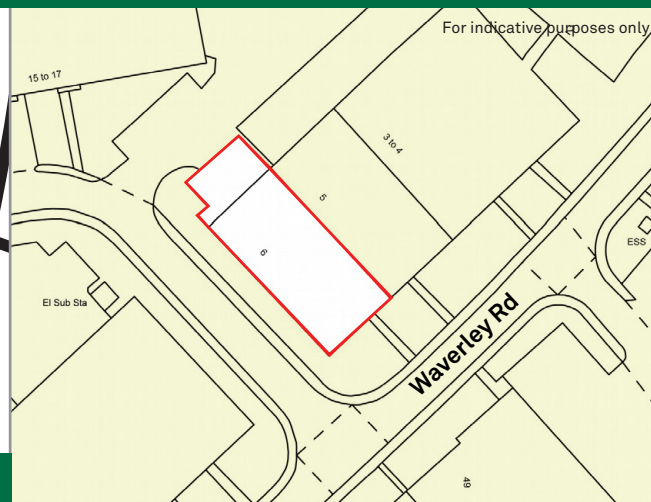 For indicative purposes only
15 to 17
3 to 4
5
6
ESS
El Sub Sta
Waverley Rd
49